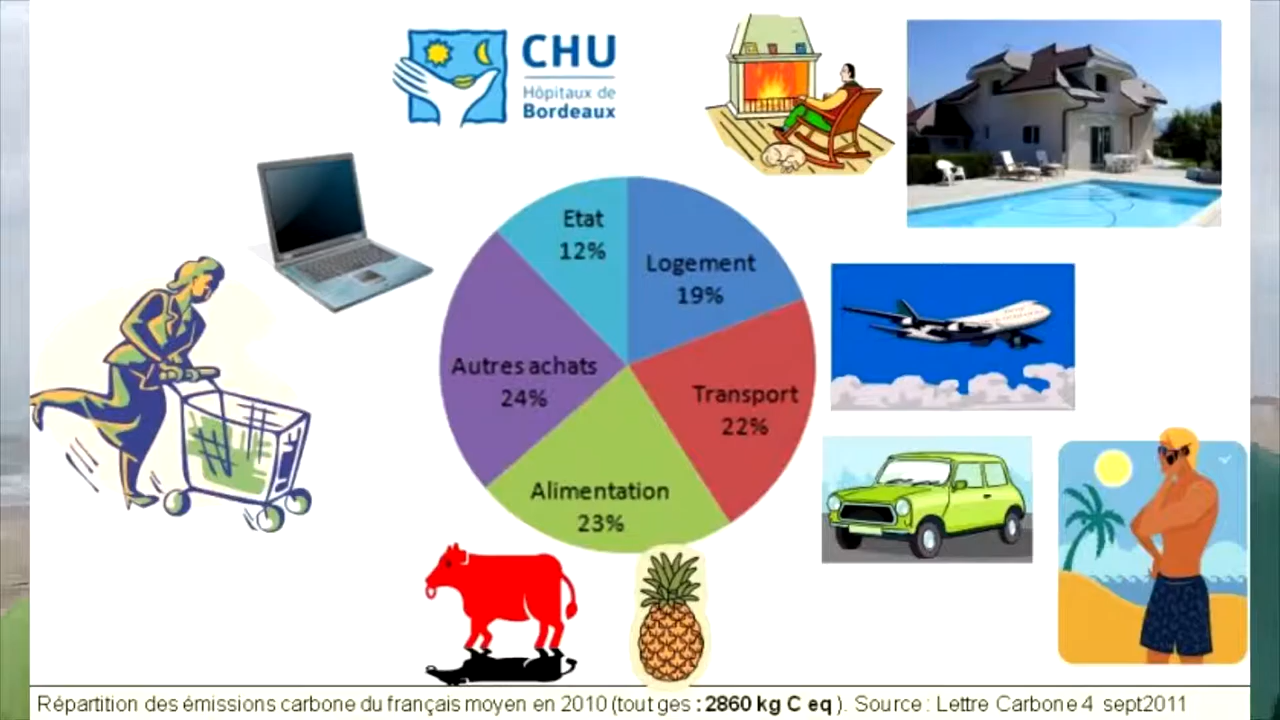 CHU
Hôpitaux de
Bordeaux
Etat
12%
Logement
19%
Autres achats
24%
Transport
22%
Alimentation
23%
Répartition des émissions carbone du français moyen en 2010 (tout ges : 2860 kg C eq ). Source : Lettre Carbone 4 sept2011